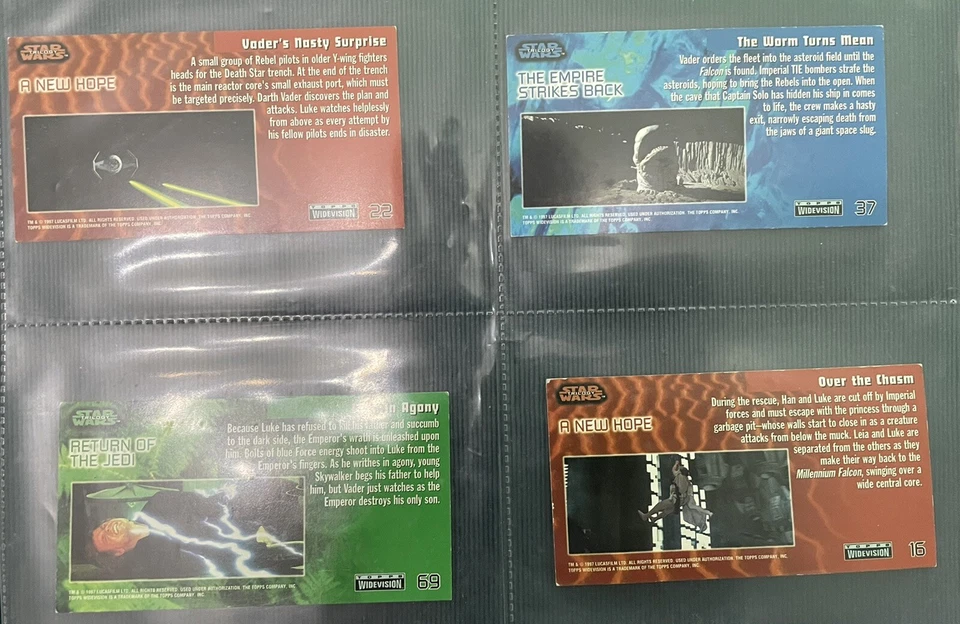 STAR WARS
TRILOGY
Vader's Nasty Surprise
A NEW HOPE
A small group of Rebel pilots in older Y-wing fighters
heads for the Death Star trench. At the end of the trench
is the main reactor core's small exhaust port, which must
be targeted precisely. Darth Vader discovers the plan and
attacks. Luke watches helplessly
from above as every attempt by
his fellow pilots ends in disaster.
TM & © 1997 LUCASFILM LTD. ALL RIGHTS RESERVED. USED UNDER AUTHORIZATION. THE TOPPS COMPANY, INC.
TOPPS WIDEVISION IS A TRADEMARK OF THE TOPPS COMPANY, INC.
TOPPS
WIDEVISION
22
STAR WARS
TRILOGY
The Worm Turns Mean
THE EMPIRE
STRIKES BACK
Vader orders the fleet into the asteroid field until the
Falcon is found. Imperial TIE bombers strafe the
asteroids, hoping to bring the Rebels into the open. When
the cave that Captain Solo has hidden his ship in comes
to life, the crew makes a hasty
exit, narrowly escaping death from
the jaws of a giant space slug.
TM & © 1997 LUCASFILM LTD. ALL RIGHTS RESERVED. USED UNDER AUTHORIZATION. THE TOPPS COMPANY, INC.
TOPPS WIDEVISION IS A TRADEMARK OF THE TOPPS COMPANY, INC.
TOPPS
WIDEVISION
37
STAR WARS
TRILOGY
In Agony
RETURN OF
THE JEDI
Because Luke has refused to kill his father and succumb
to the dark side, the Emperor's wrath is unleashed upon
him. Bolts of blue Force energy shoot into Luke from the
Emperor's fingers. As he writhes in agony, young
Skywalker begs his father to help
him, but Vader just watches as the
Emperor destroys his only son.
TM & © 1997 LUCASFILM LTD. ALL RIGHTS RESERVED. USED UNDER AUTHORIZATION. THE TOPPS COMPANY, INC.
TOPPS WIDEVISION IS A TRADEMARK OF THE TOPPS COMPANY, INC.
TOPPS
WIDEVISION
69
STAR WARS
TRILOGY
Over the Chasm
A NEW HOPE
During the rescue, Han and Luke are cut off by Imperial
forces and must escape with the princess through a
garbage pit—whose walls start to close in as a creature
attacks from below the muck. Leia and Luke are
separated from the others as they
make their way back to the
Millennium Falcon, swinging over a
wide central core.
TM & © 1997 LUCASFILM LTD. ALL RIGHTS RESERVED. USED UNDER AUTHORIZATION. THE TOPPS COMPANY, INC.
TOPPS WIDEVISION IS A TRADEMARK OF THE TOPPS COMPANY, INC.
TOPPS
WIDEVISION
16